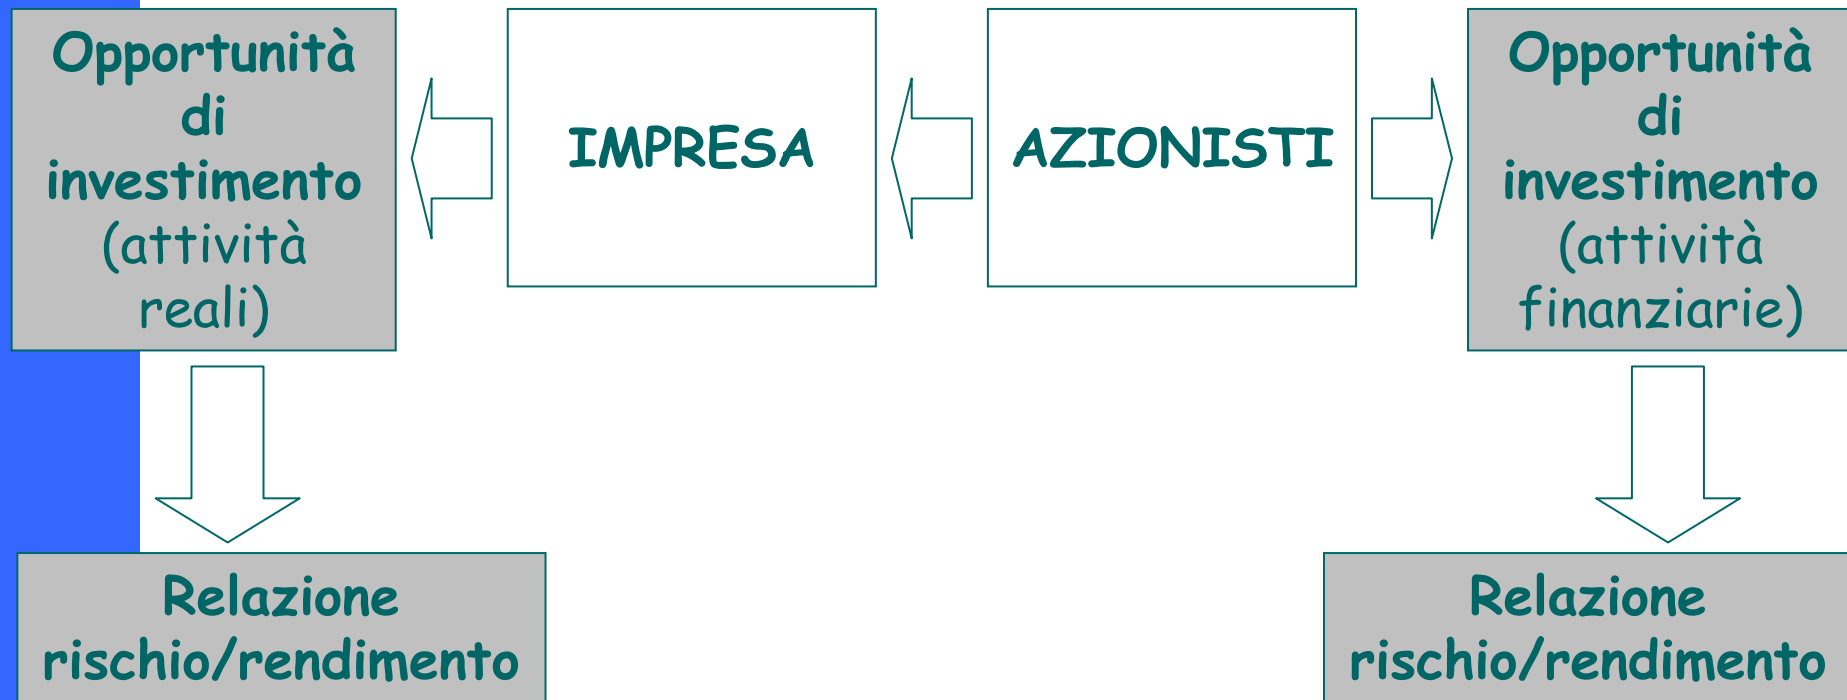 Opportunità
di
investimento
(attività
reali)
IMPRESA
AZIONISTI
Opportunità
di
investimento
(attività
finanziarie)
Relazione
rischio/rendimento
Relazione
rischio/rendimento